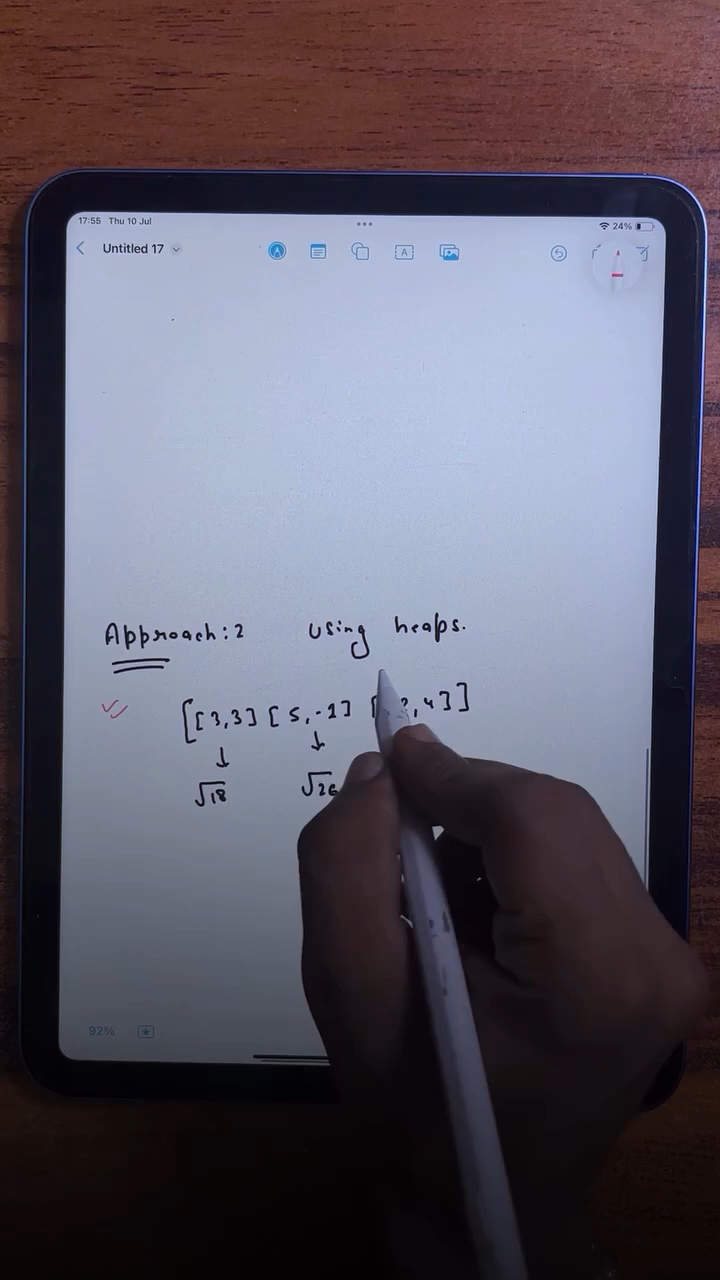 17:55 Thu 10 Jul
24%
Untitled 17
A
Approach:2 using heaps.
[[3,3] [5,-1] [ ,4]]
√18 √26
92%